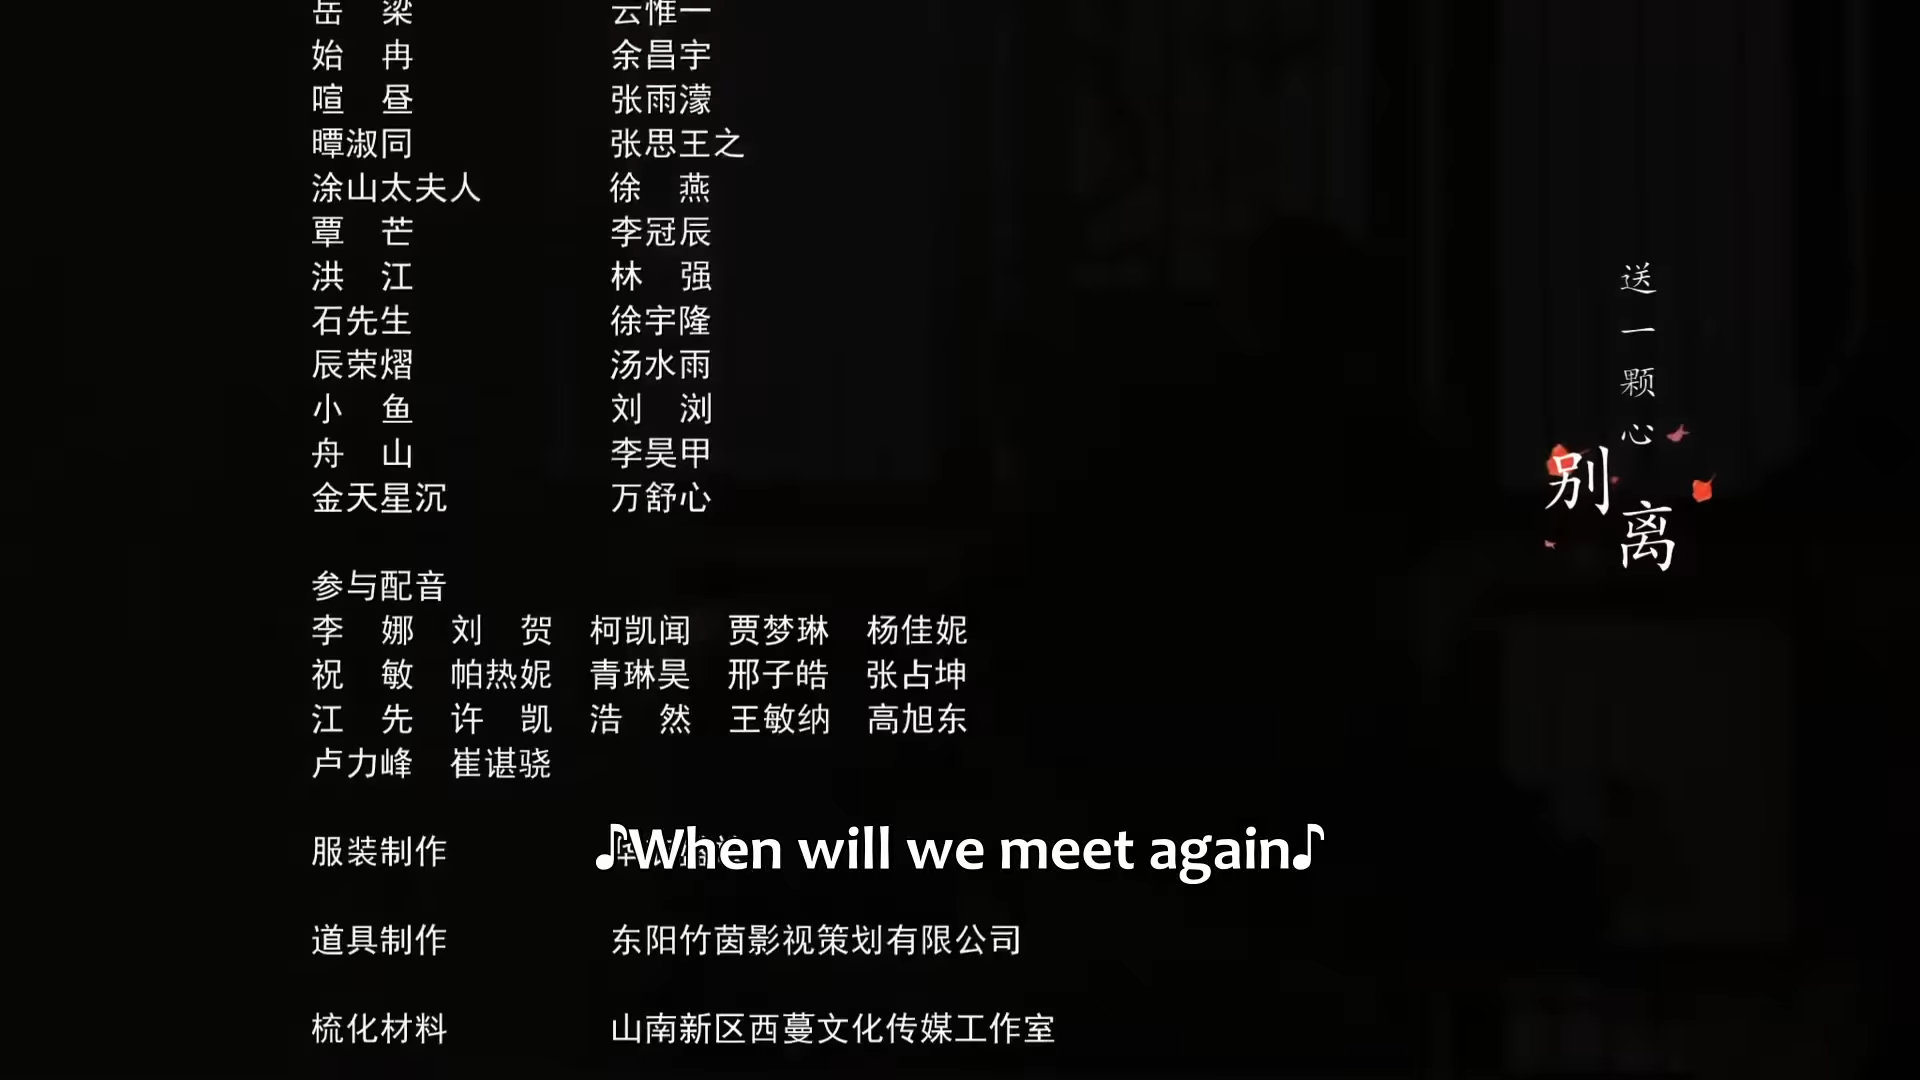 岳 梁 云惟一
始 冉 余昌宇
喧 昼 张雨濛
瞫淑同 张思王之
涂山太夫人 徐 燕
覃 芒 李冠辰
洪 江 林 强
石先生 徐宇隆
辰荣熠 汤水雨
小 鱼 刘 浏
舟 山 李昊甲
金天星沉 万舒心
参与配音
李 娜 刘 贺 柯凯闻 贾梦琳 杨佳妮
祝 敏 帕热妮 青琳昊 邢子皓 张占坤
江 先 许 凯 浩 然 王敏纳 高旭东
卢力峰 崔谌骁
服装制作
♪When will we meet again♪
道具制作 东阳竹茵影视策划有限公司
梳化材料 山南新区西蔓文化传媒工作室
送一颗心
别离